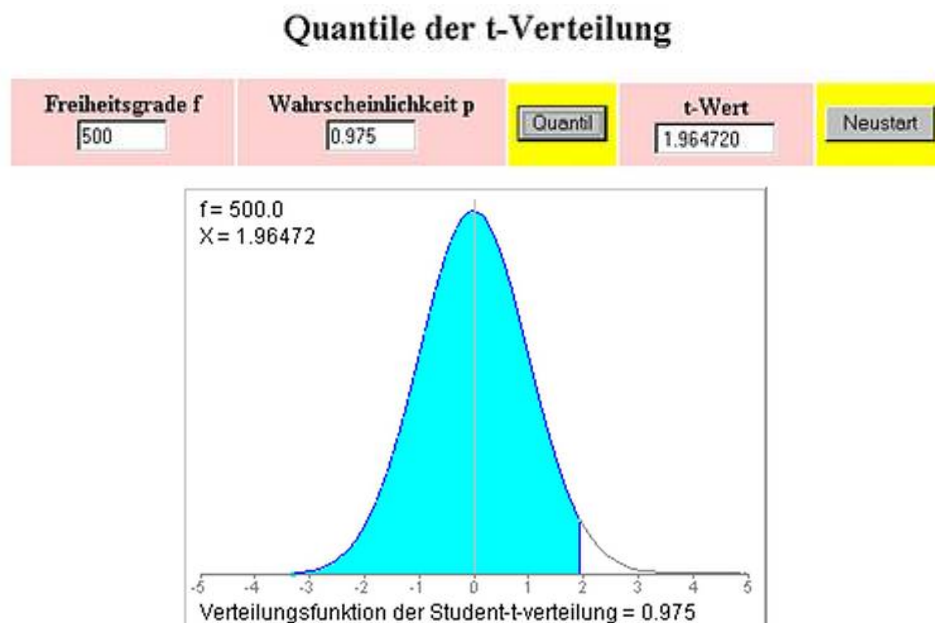 Quantile der t-Verteilung
Freiheitsgrade f
500
Wahrscheinlichkeit p
0.975
Quantil
t-Wert
1.964720
Neustart
f = 500.0
X = 1.96472
-5 -4 -3 -2 -1 0 1 2 3 4 5
Verteilungsfunktion der Student-t-verteilung = 0.975